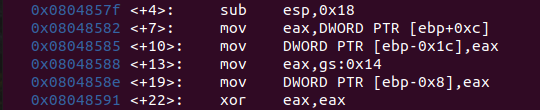 0x0804857f <+4>: sub esp,0x18
0x08048582 <+7>: mov eax,DWORD PTR [ebp+0xc]
0x08048585 <+10>: mov DWORD PTR [ebp-0x1c],eax
0x08048588 <+13>: mov eax,gs:0x14
0x0804858e <+19>: mov DWORD PTR [ebp-0x8],eax
0x08048591 <+22>: xor eax,eax